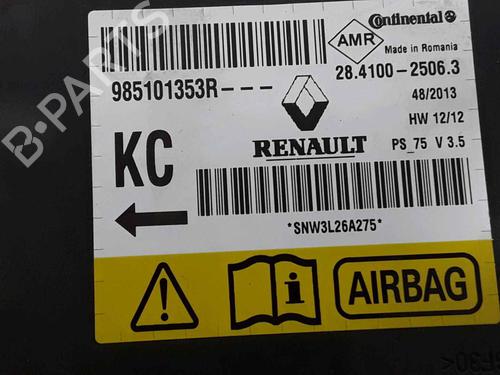 Continental
AMR
Made in Romania
985101353R---
28.4100-2506.3
48/2013
HW 12/12
KC
RENAULT
PS_75 V 3.5
*SNW3L26A275*
i
AIRBAG
B-PARTS